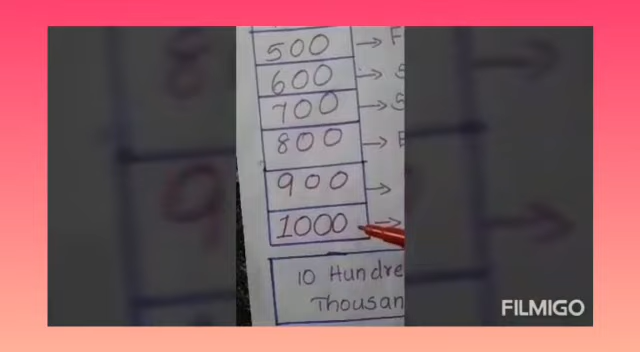 500 → F
600 → S
700 → S
800 → E
900 →
1000 →
10 Hundre
Thousan
FILMIGO